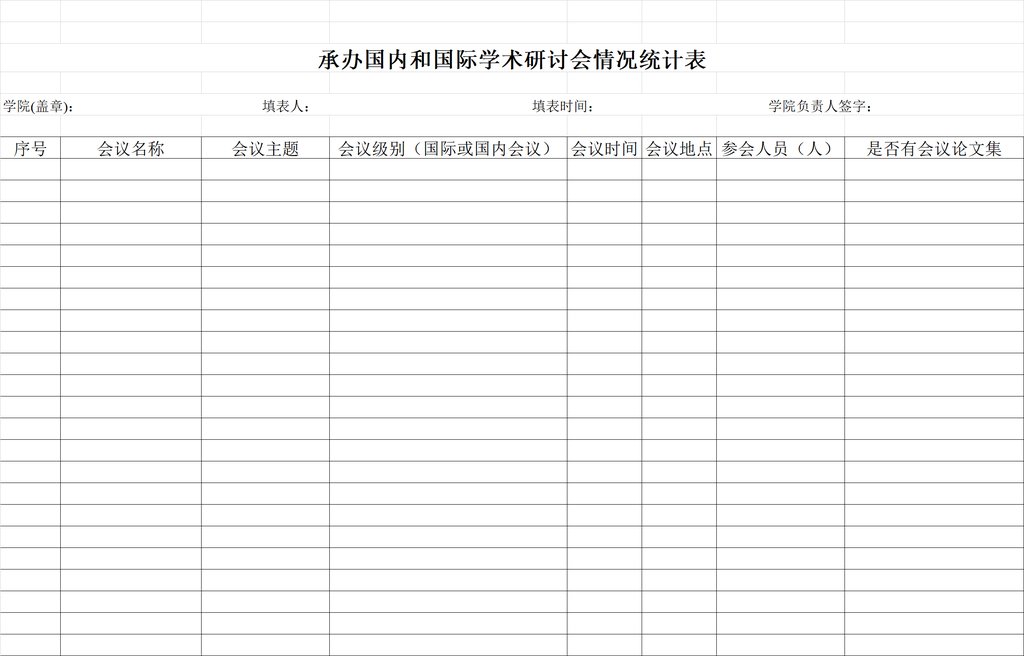 承办国内和国际学术研讨会情况统计表
学院(盖章): 填表人: 填表时间: 学院负责人签字:
序号 会议名称 会议主题 会议级别（国际或国内会议） 会议时间 会议地点 参会人员（人） 是否有会议论文集